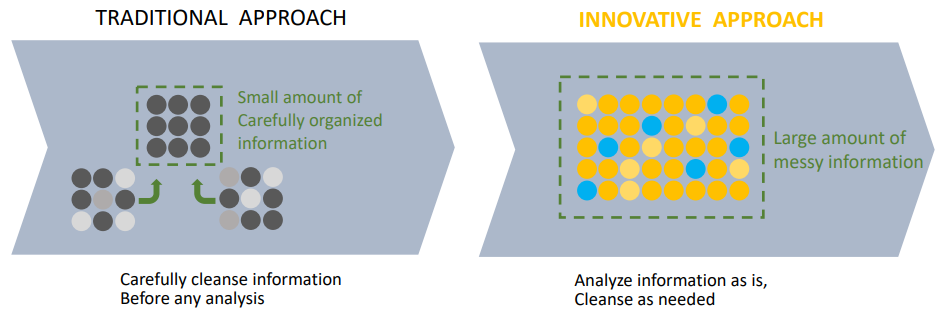 TRADITIONAL APPROACH
Small amount of
Carefully organized
information
Carefully cleanse information
Before any analysis
INNOVATIVE APPROACH
Large amount of
messy information
Analyze information as is,
Cleanse as needed